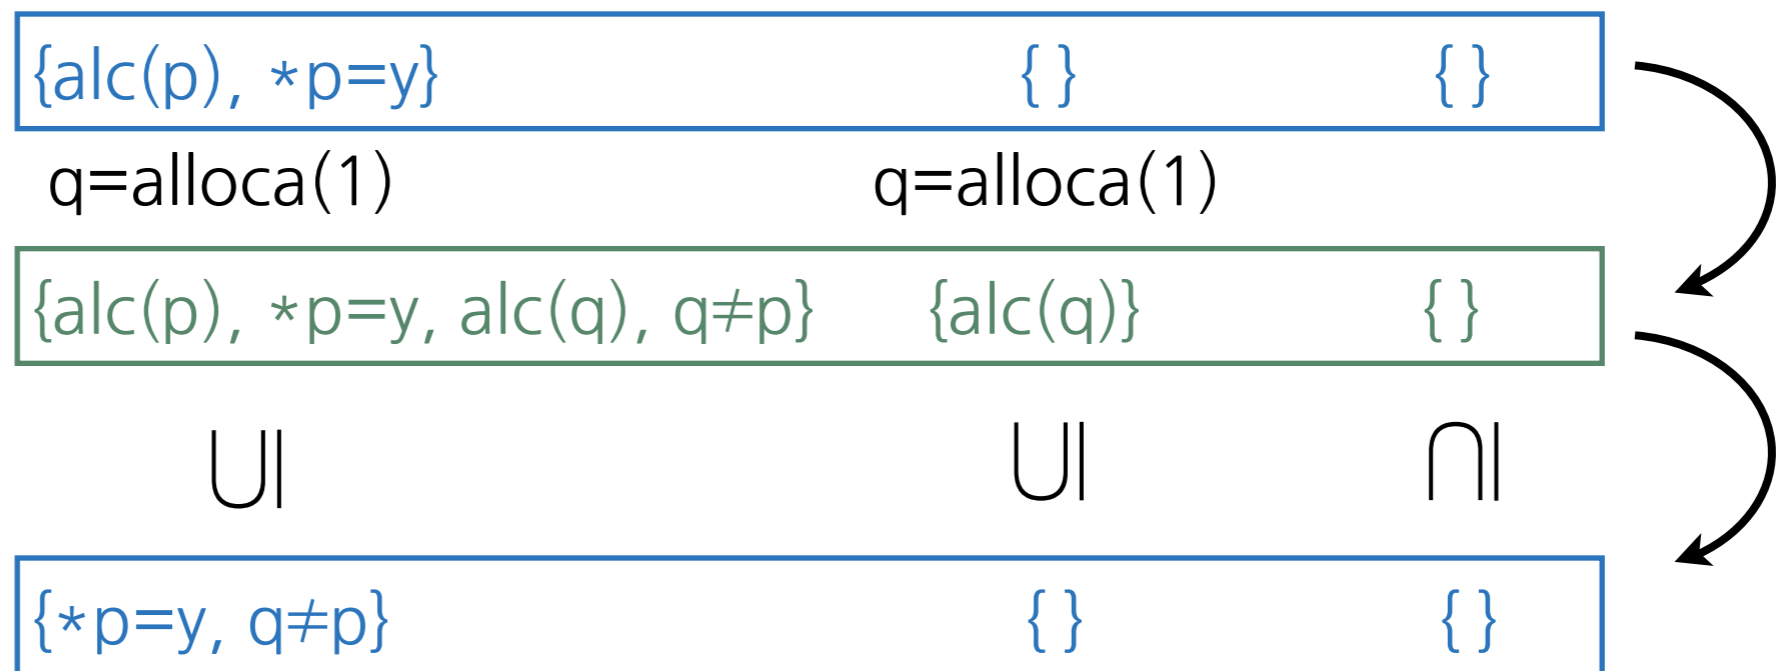 {alc(p), *p=y} { } { }
q=alloca(1) q=alloca(1)
{alc(p), *p=y, alc(q), q≠p} {alc(q)} { }
⊆ ⊆ ⊇
{*p=y, q≠p} { } { }